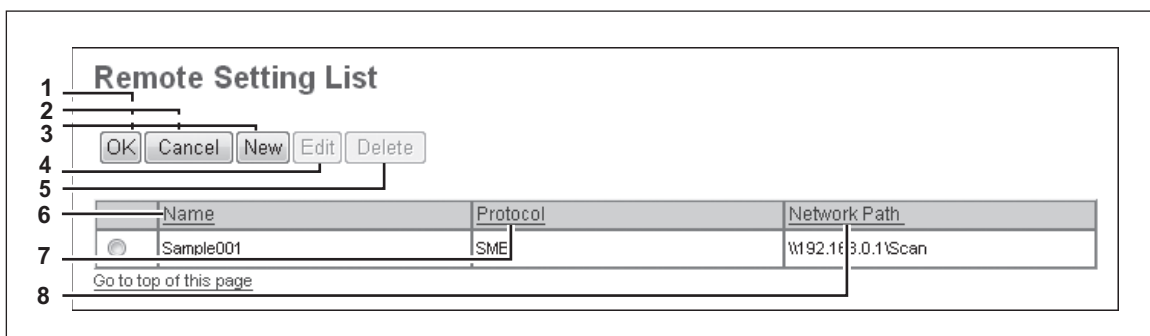 Remote Setting List
1
2
3
OK Cancel New Edit Delete
4
5
6 Name Protocol Network Path
Sample001 SMB \\192.168.0.1\Scan
7
Go to top of this page
8